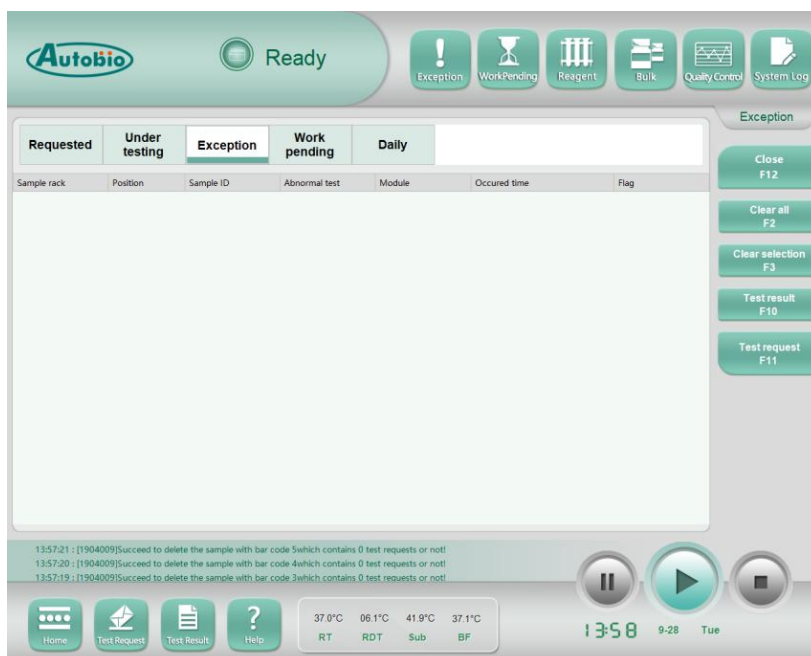 Autobio
Ready
Exception
WorkPending
Reagent
Bulk
Quality Control
System Log
Exception
Requested
Under
testing
Exception
Work
pending
Daily
Sample rack Position Sample ID Abnormal test Module Occured time Flag
Close
F12
Clear all
F2
Clear selection
F3
Test result
F10
Test request
F11
13:57:21 : [1904009]Succeed to delete the sample with bar code 5which contains 0 test requests or not!
13:57:20 : [1904009]Succeed to delete the sample with bar code 4which contains 0 test requests or not!
13:57:19 : [1904009]Succeed to delete the sample with bar code 3which contains 0 test requests or not!
Home
Test Request
Test Result
?
Help
37.0°C 06.1°C 41.9°C 37.1°C
RT RDT Sub BF
13:58 9-28 Tue